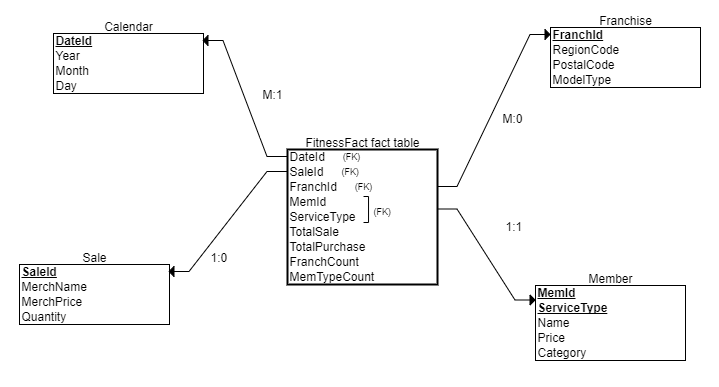 Calendar
DateId
Year
Month
Day
M:1
Franchise
FranchId
RegionCode
PostalCode
ModelType
M:0
FitnessFact fact table
DateId (FK)
SaleId (FK)
FranchId (FK)
MemId
ServiceType (FK)
TotalSale
TotalPurchase
FranchCount
MemTypeCount
Sale
SaleId
MerchName
MerchPrice
Quantity
1:0
1:1
Member
MemId
ServiceType
Name
Price
Category